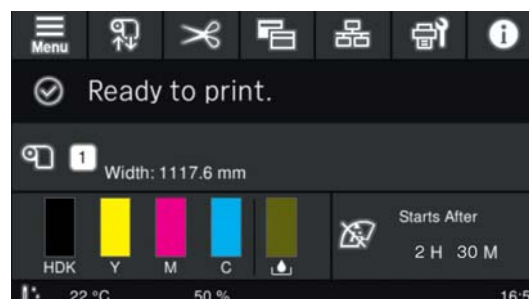 Menu
Ready to print.
1
Width: 1117.6 mm
Starts After
2 H 30 M
HDK Y M C
22 °C 50 %